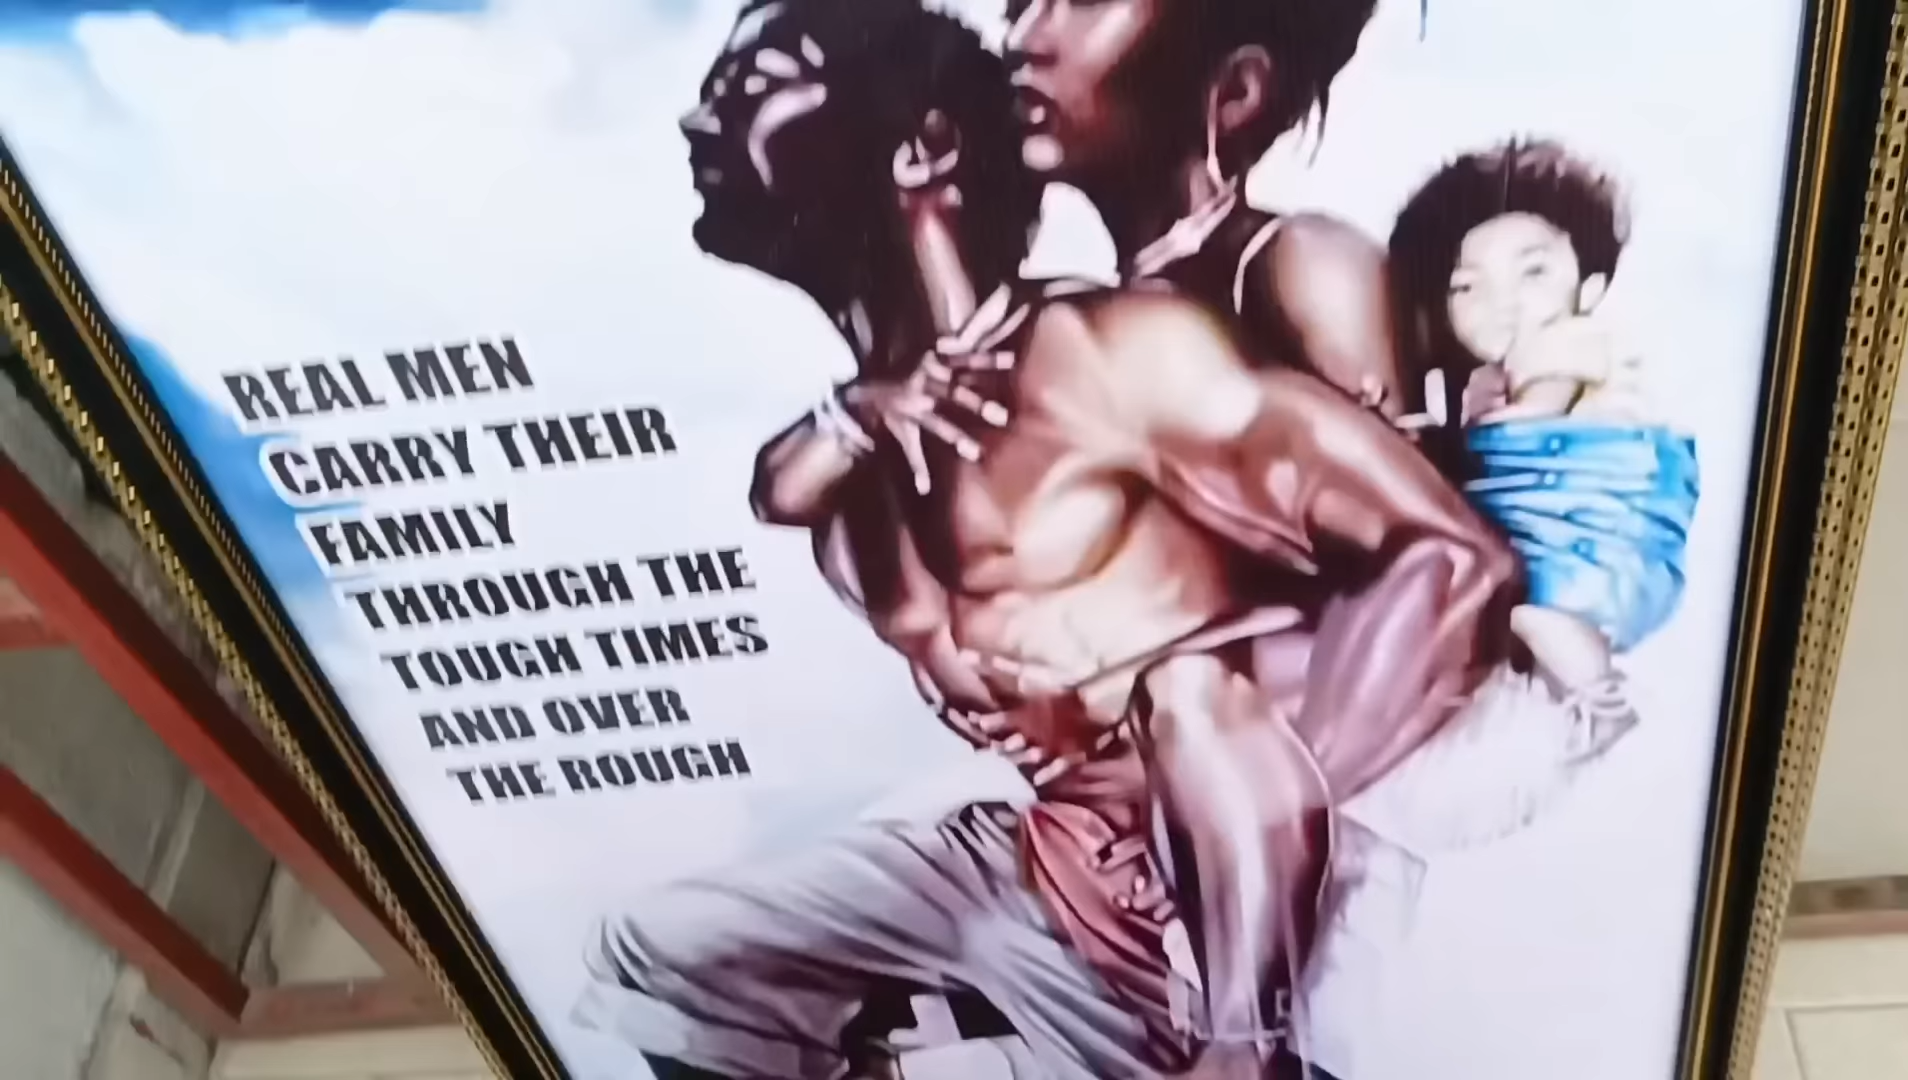 REAL MEN
CARRY THEIR
FAMILY
THROUGH THE
TOUGH TIMES
AND OVER
THE ROUGH